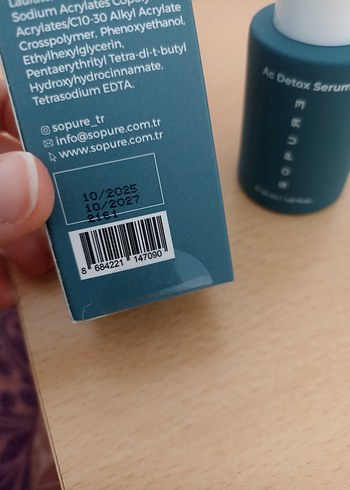 Sodium Acrylates Copoly
Acrylates/C10-30 Alkyl Acrylate
Crosspolymer, Phenoxyethanol,
Ethylhexylglycerin,
Pentaerythrityl Tetra-di-t-butyl
Hydroxyhydrocinnamate,
Tetrasodium EDTA.
sopure_tr
info@sopure.com.tr
www.sopure.com.tr
10/2025
10/2027
2161
8 684221 147090
Ac Detox Serum
SOPURE